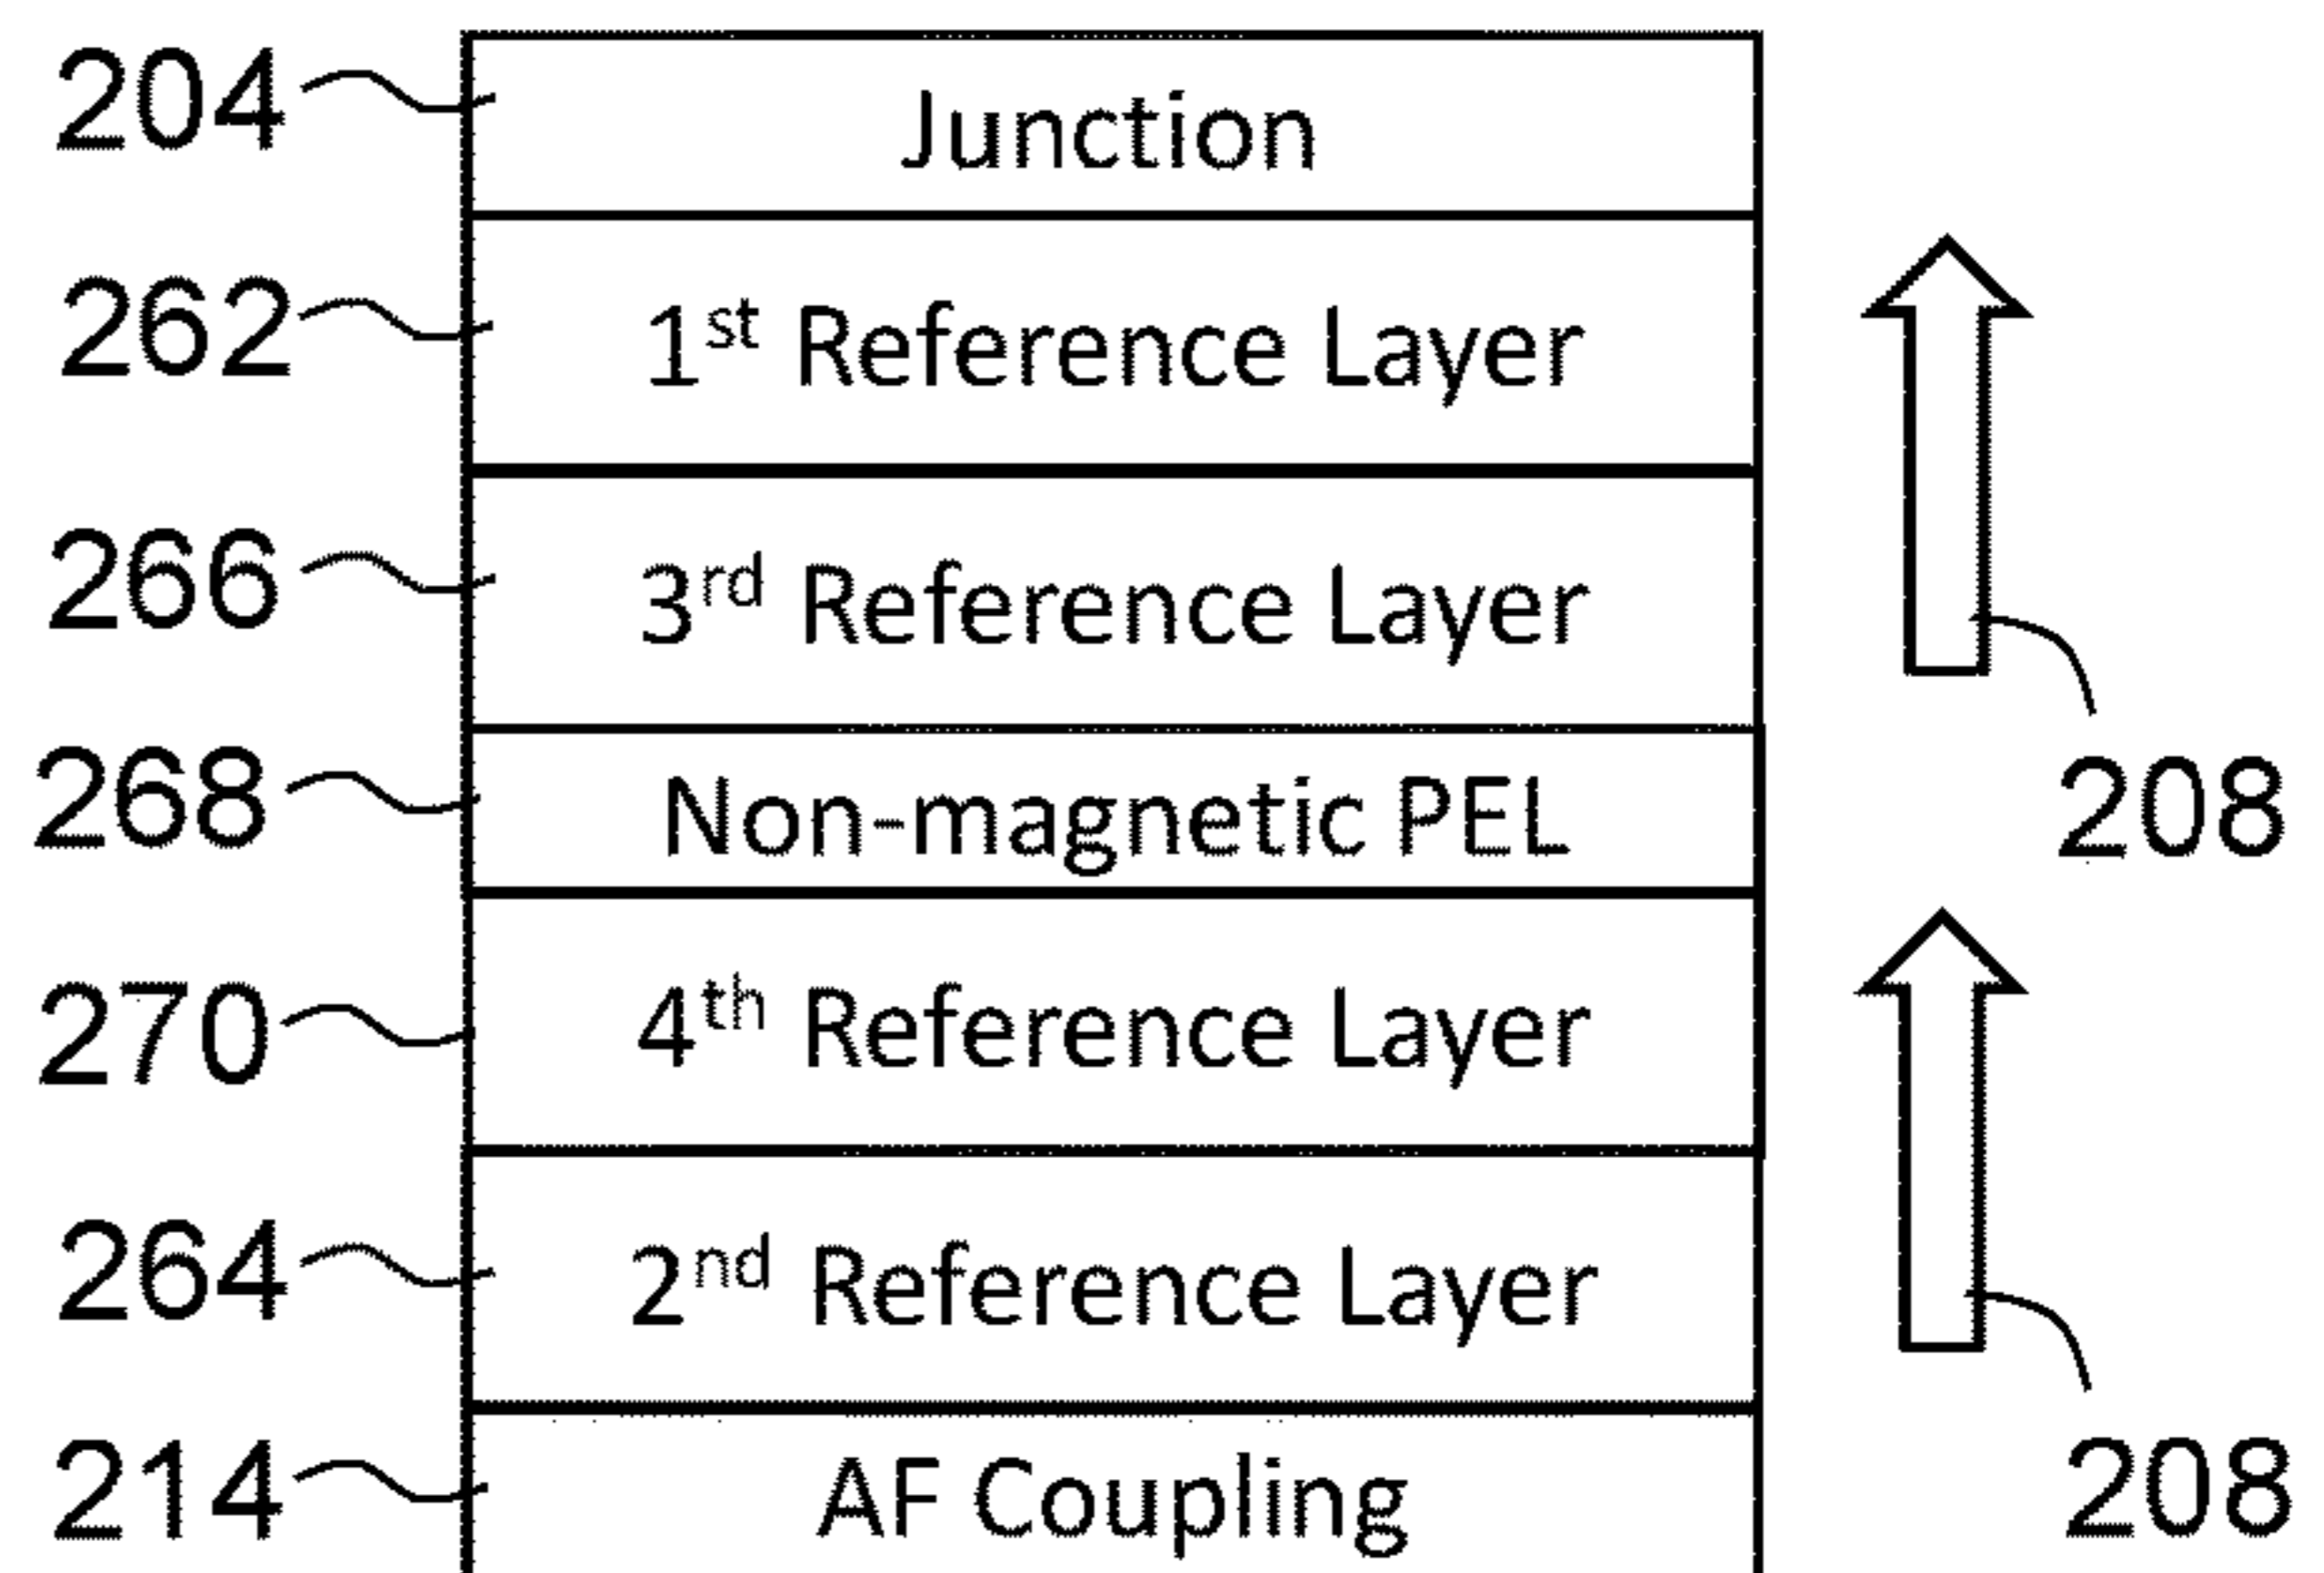 204 Junction
262 1st Reference Layer
266 3rd Reference Layer
268 Non-magnetic PEL 208
270 4th Reference Layer
264 2nd Reference Layer
214 AF Coupling 208